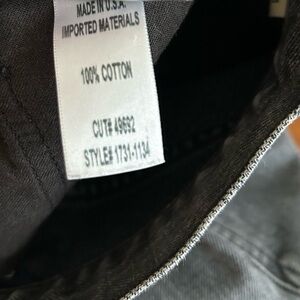 MADE IN U.S.A.
IMPORTED MATERIALS
100% COTTON
CUT# 49692
STYLE# 1731-1134